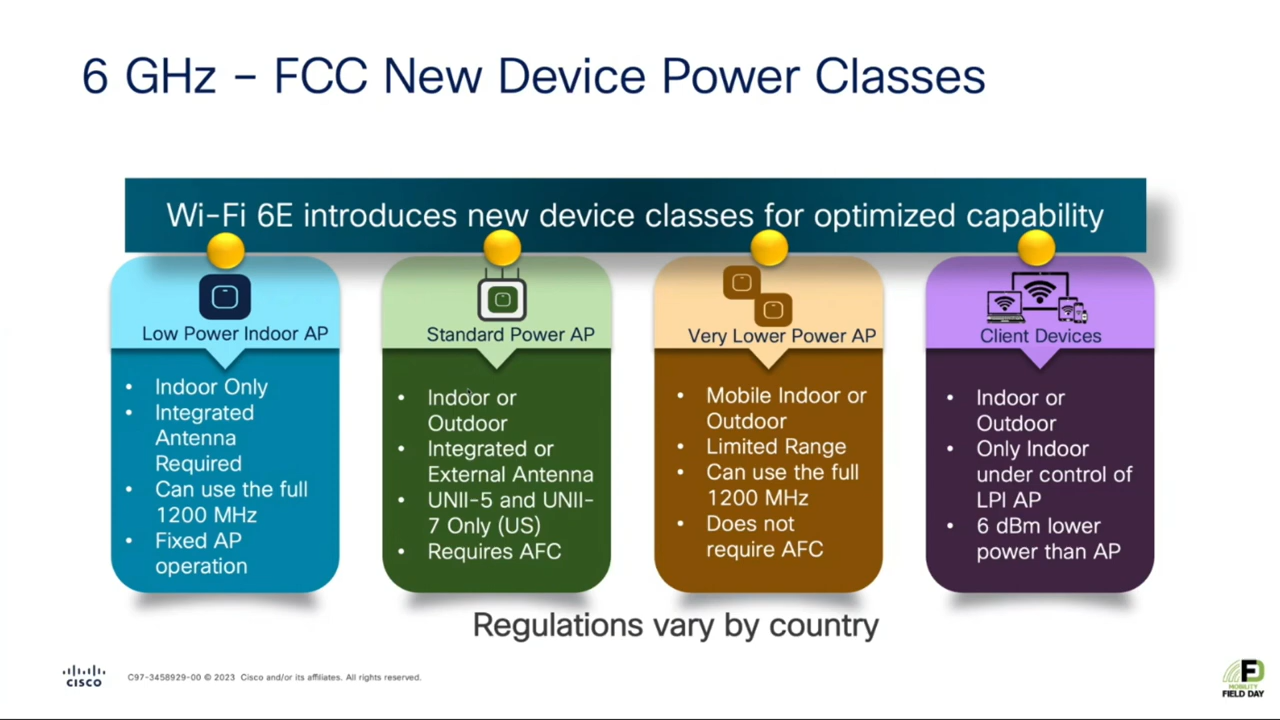 6 GHz – FCC New Device Power Classes
Wi-Fi 6E introduces new device classes for optimized capability
Low Power Indoor AP
• Indoor Only
• Integrated
Antenna
Required
• Can use the full
1200 MHz
• Fixed AP
operation
Standard Power AP
• Indoor or
Outdoor
• Integrated or
External Antenna
• UNII-5 and UNII-
7 Only (US)
• Requires AFC
Very Lower Power AP
• Mobile Indoor or
Outdoor
• Limited Range
• Can use the full
1200 MHz
• Does not
require AFC
Client Devices
• Indoor or
Outdoor
• Only Indoor
under control of
LPI AP
• 6 dBm lower
power than AP
Regulations vary by country
CISCO
C97-3458929-00 © 2023 Cisco and/or its affiliates. All rights reserved.
FD
MOBILITY
FIELD DAY